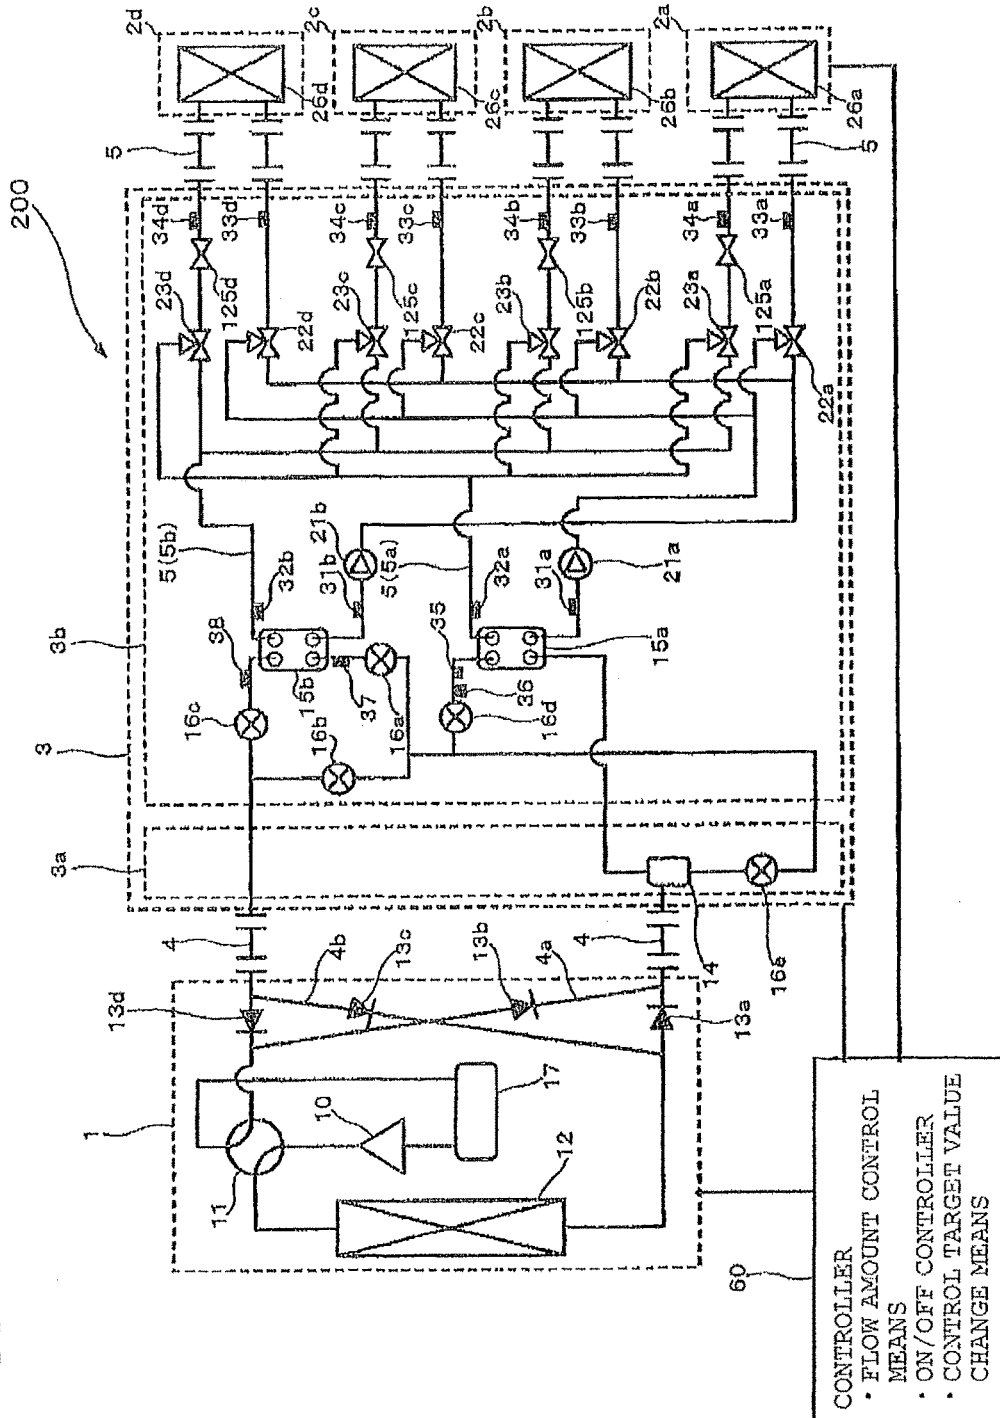 200
2d
2c
2b
2a
26d
26c
26b
26a
5
5
34d
33d
34c
33c
34b
33b
34a
33a
23d
125d
22d
23c
125c
22c
23b
125b
22b
23a
125a
22a
5(5b)
32b
21b
31b
5(5a)
32a
31a
21a
3b
38
15b
37
16a
35
36
16d
15a
16c
16b
3
3a
4
4
14
16e
13d
4b
13c
13b
4a
13a
1
11
10
17
12
60
CONTROLLER
· FLOW AMOUNT CONTROL
MEANS
· ON/OFF CONTROLLER
· CONTROL TARGET VALUE
CHANGE MEANS